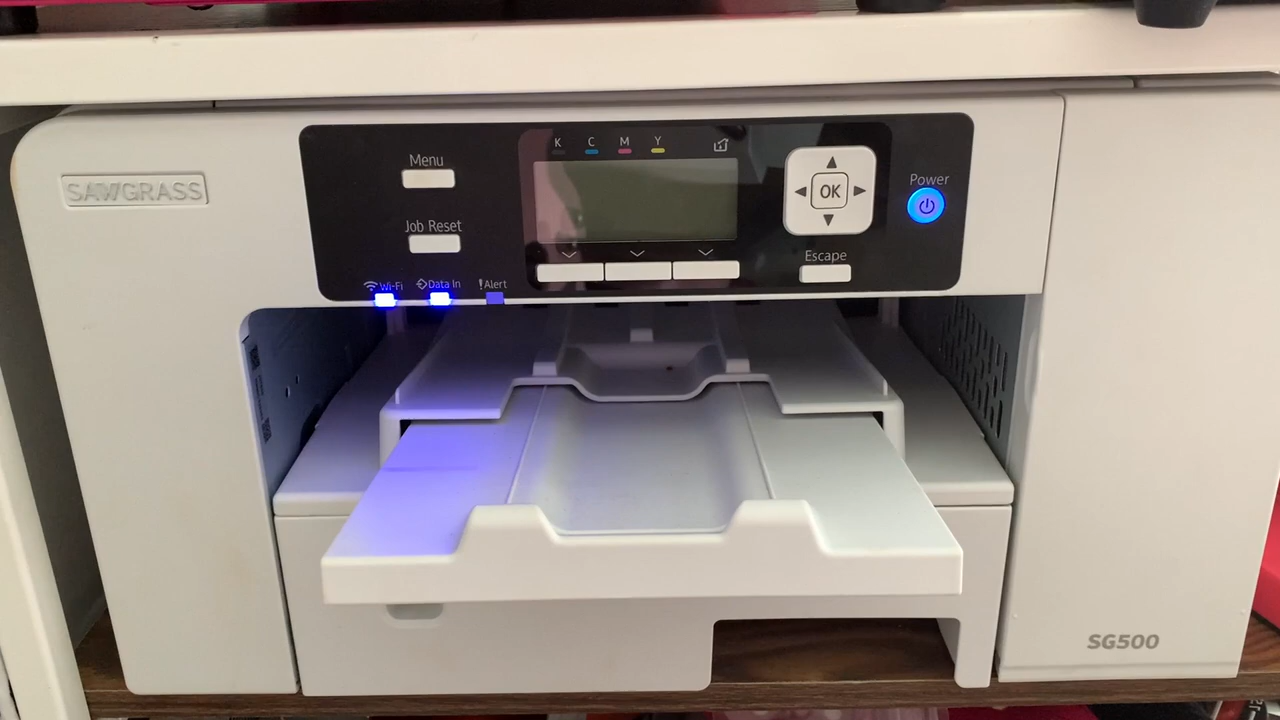 SAWGRASS
Menu
Job Reset
Wi-Fi
Data In
!Alert
K C M Y
OK
Escape
Power
SG500